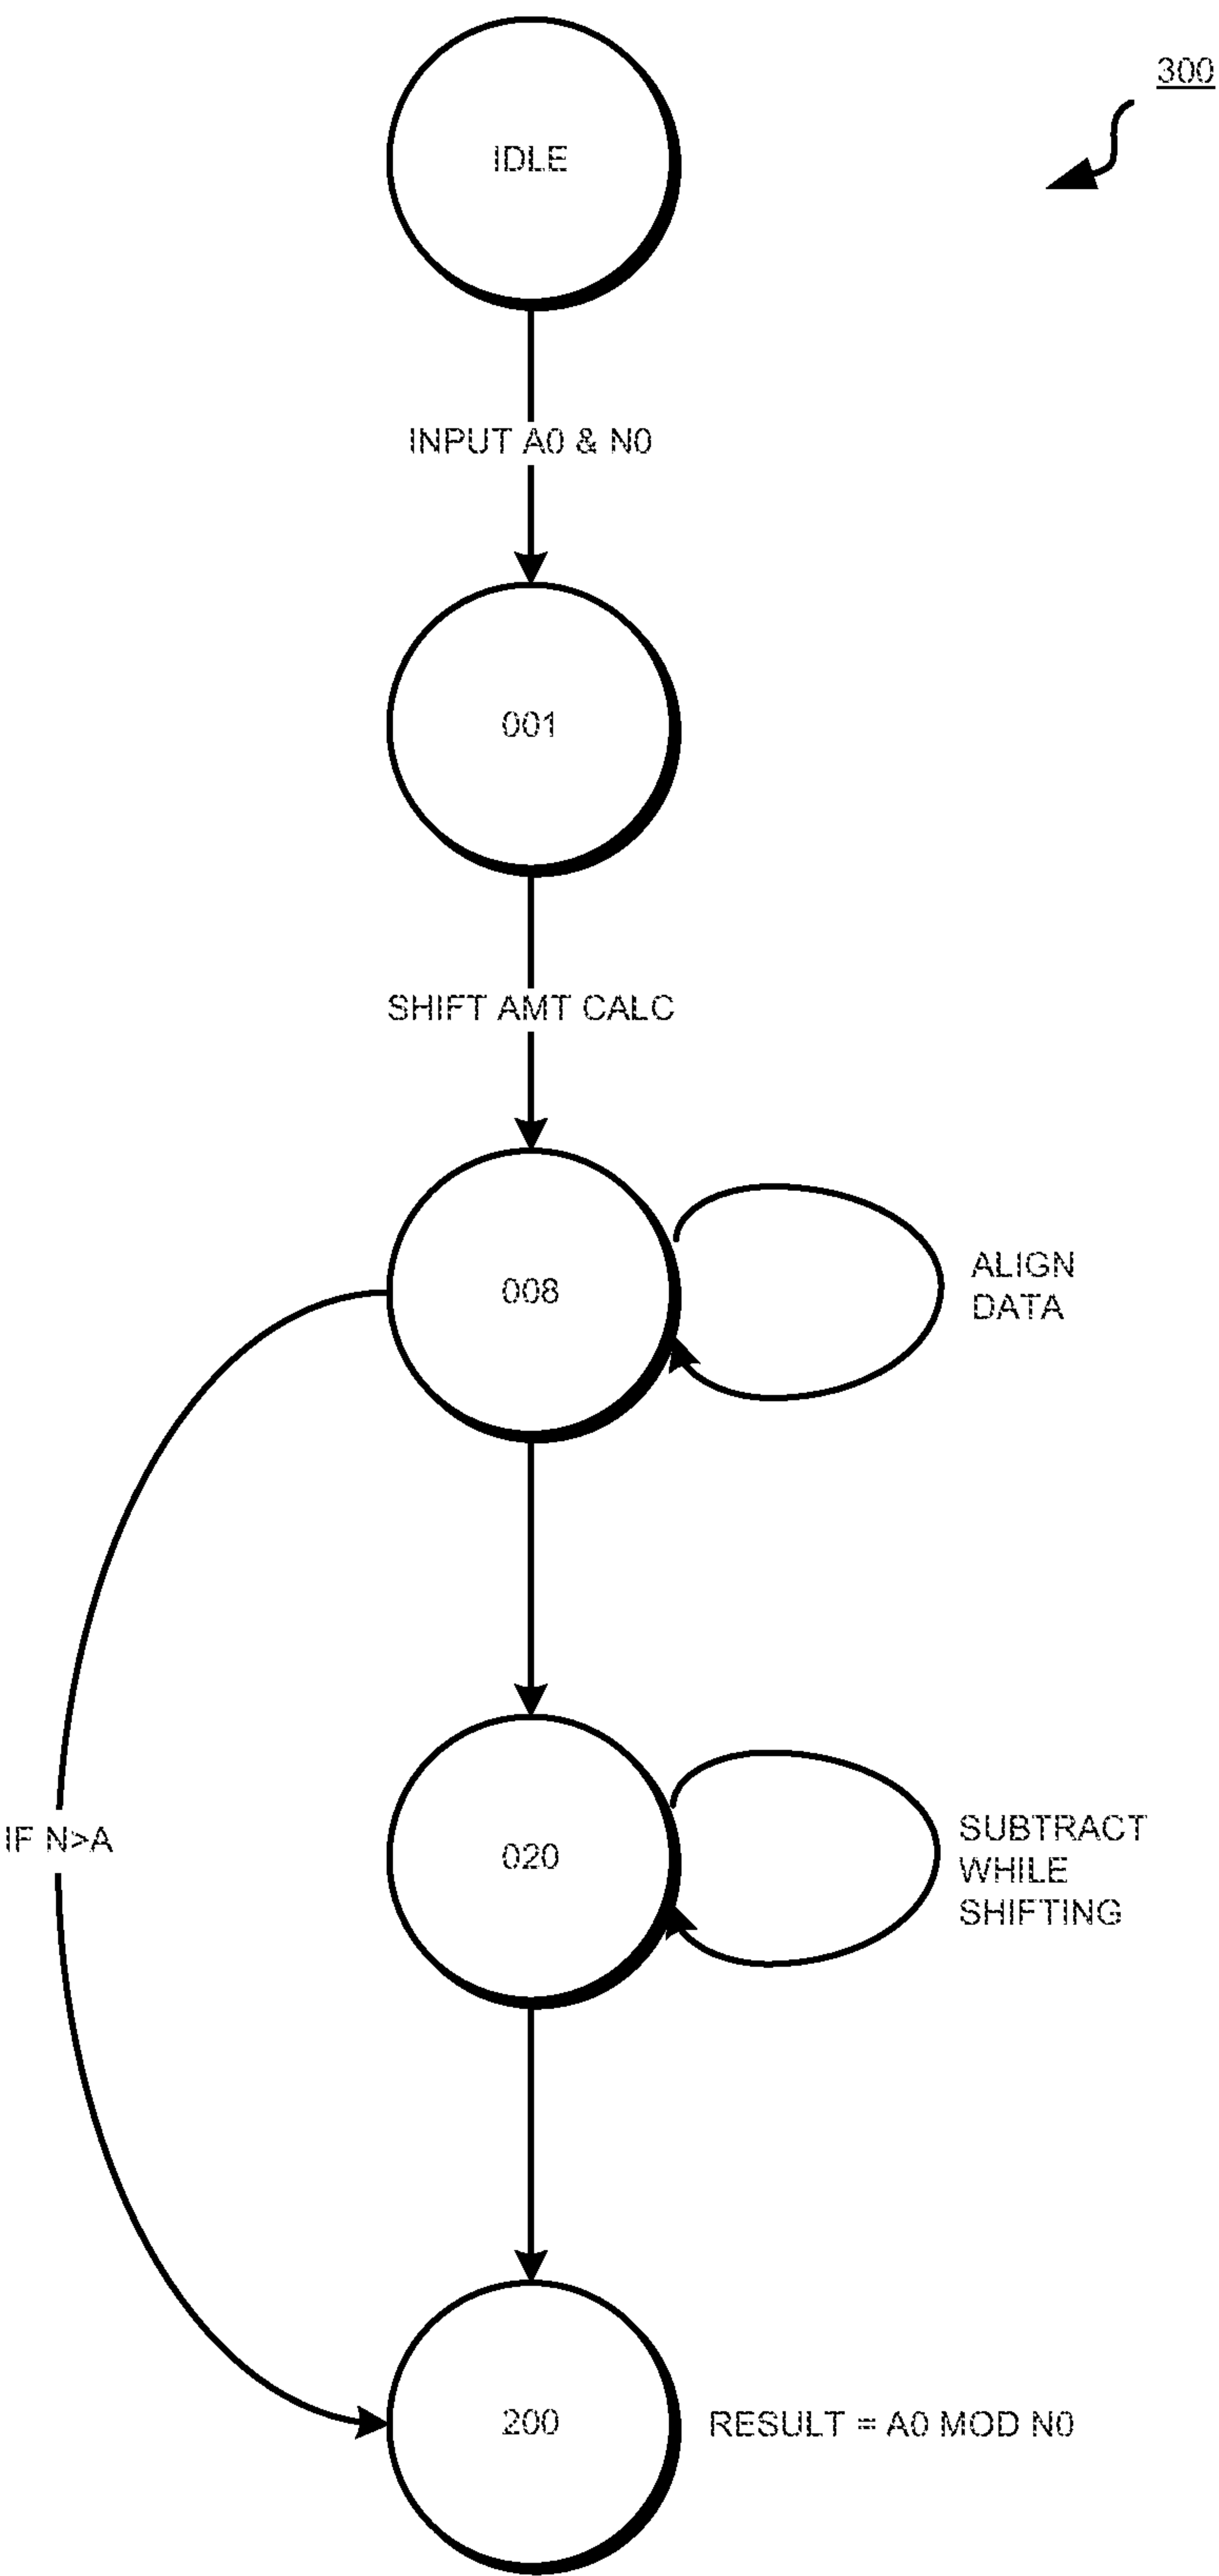 300
IDLE
INPUT A0 & N0
001
SHIFT AMT CALC
008
ALIGN
DATA
IF N>A
020
SUBTRACT
WHILE
SHIFTING
200
RESULT = A0 MOD N0